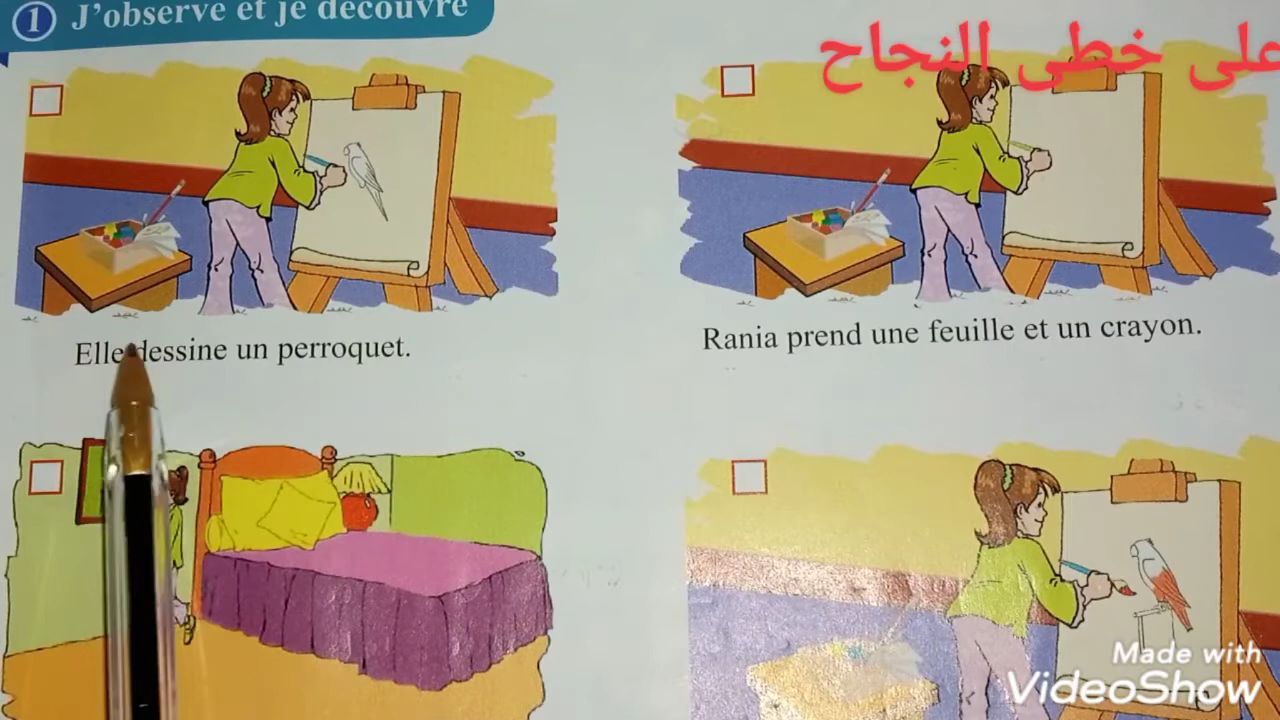 1 J'observe et je découvre
على خطى النجاح
Elle dessine un perroquet.
Rania prend une feuille et un crayon.
Made with
VideoShow